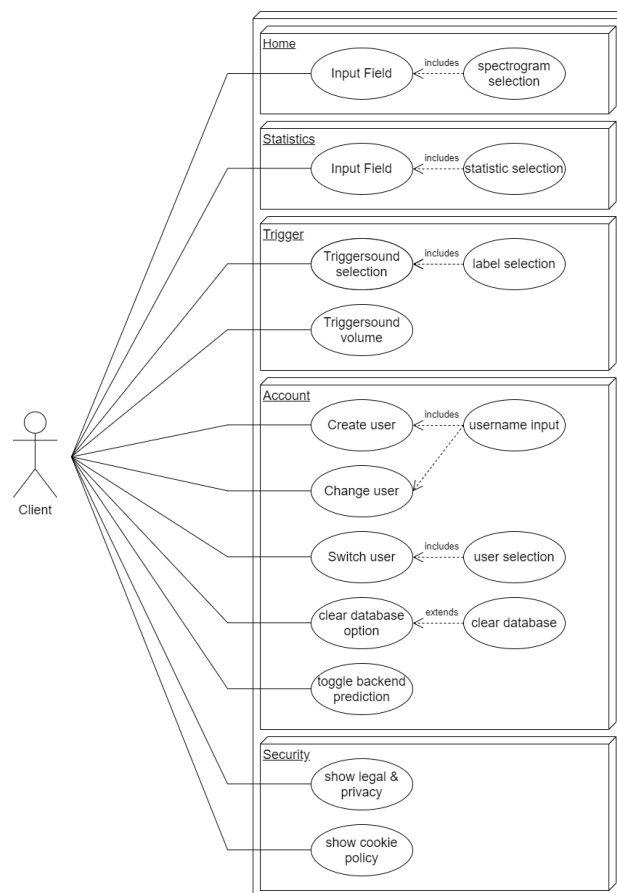 Home
Input Field
includes
spectrogram
selection
Statistics
Input Field
includes
statistic selection
Trigger
Triggersound
selection
includes
label selection
Triggersound
volume
Account
Create user
includes
username input
Change user
Switch user
includes
user selection
clear database
option
extends
clear database
toggle backend
prediction
Client
Security
show legal &
privacy
show cookie
policy